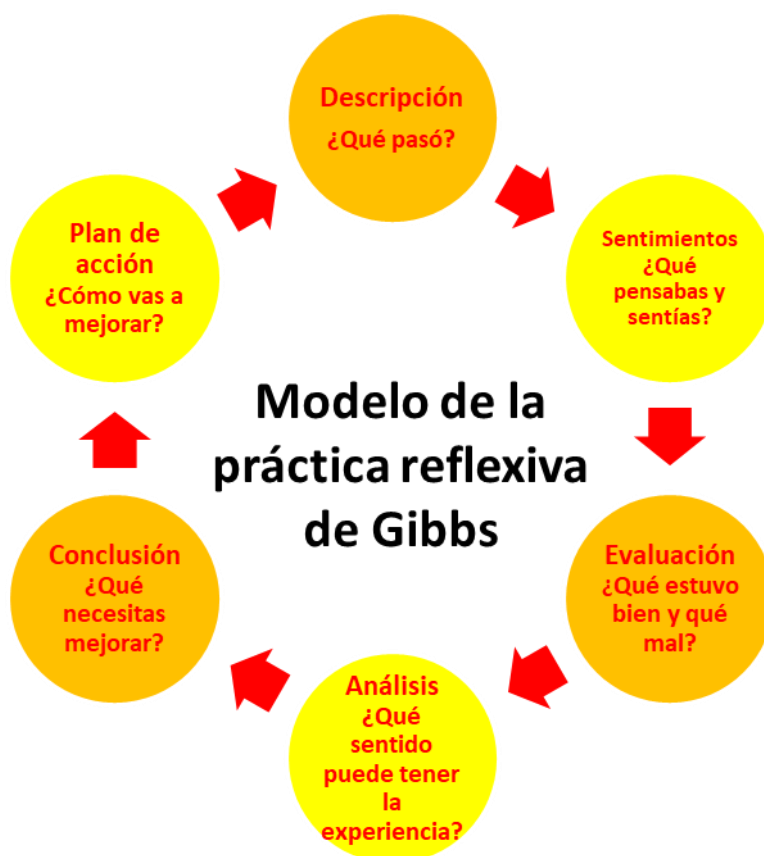 Descripción
¿Qué pasó?
Sentimientos
¿Qué
pensabas y
sentías?
Evaluación
¿Qué estuvo
bien y qué
mal?
Análisis
¿Qué
sentido
puede tener
la
experiencia?
Conclusión
¿Qué
necesitas
mejorar?
Plan de
acción
¿Cómo vas a
mejorar?
Modelo de la
práctica reflexiva
de Gibbs